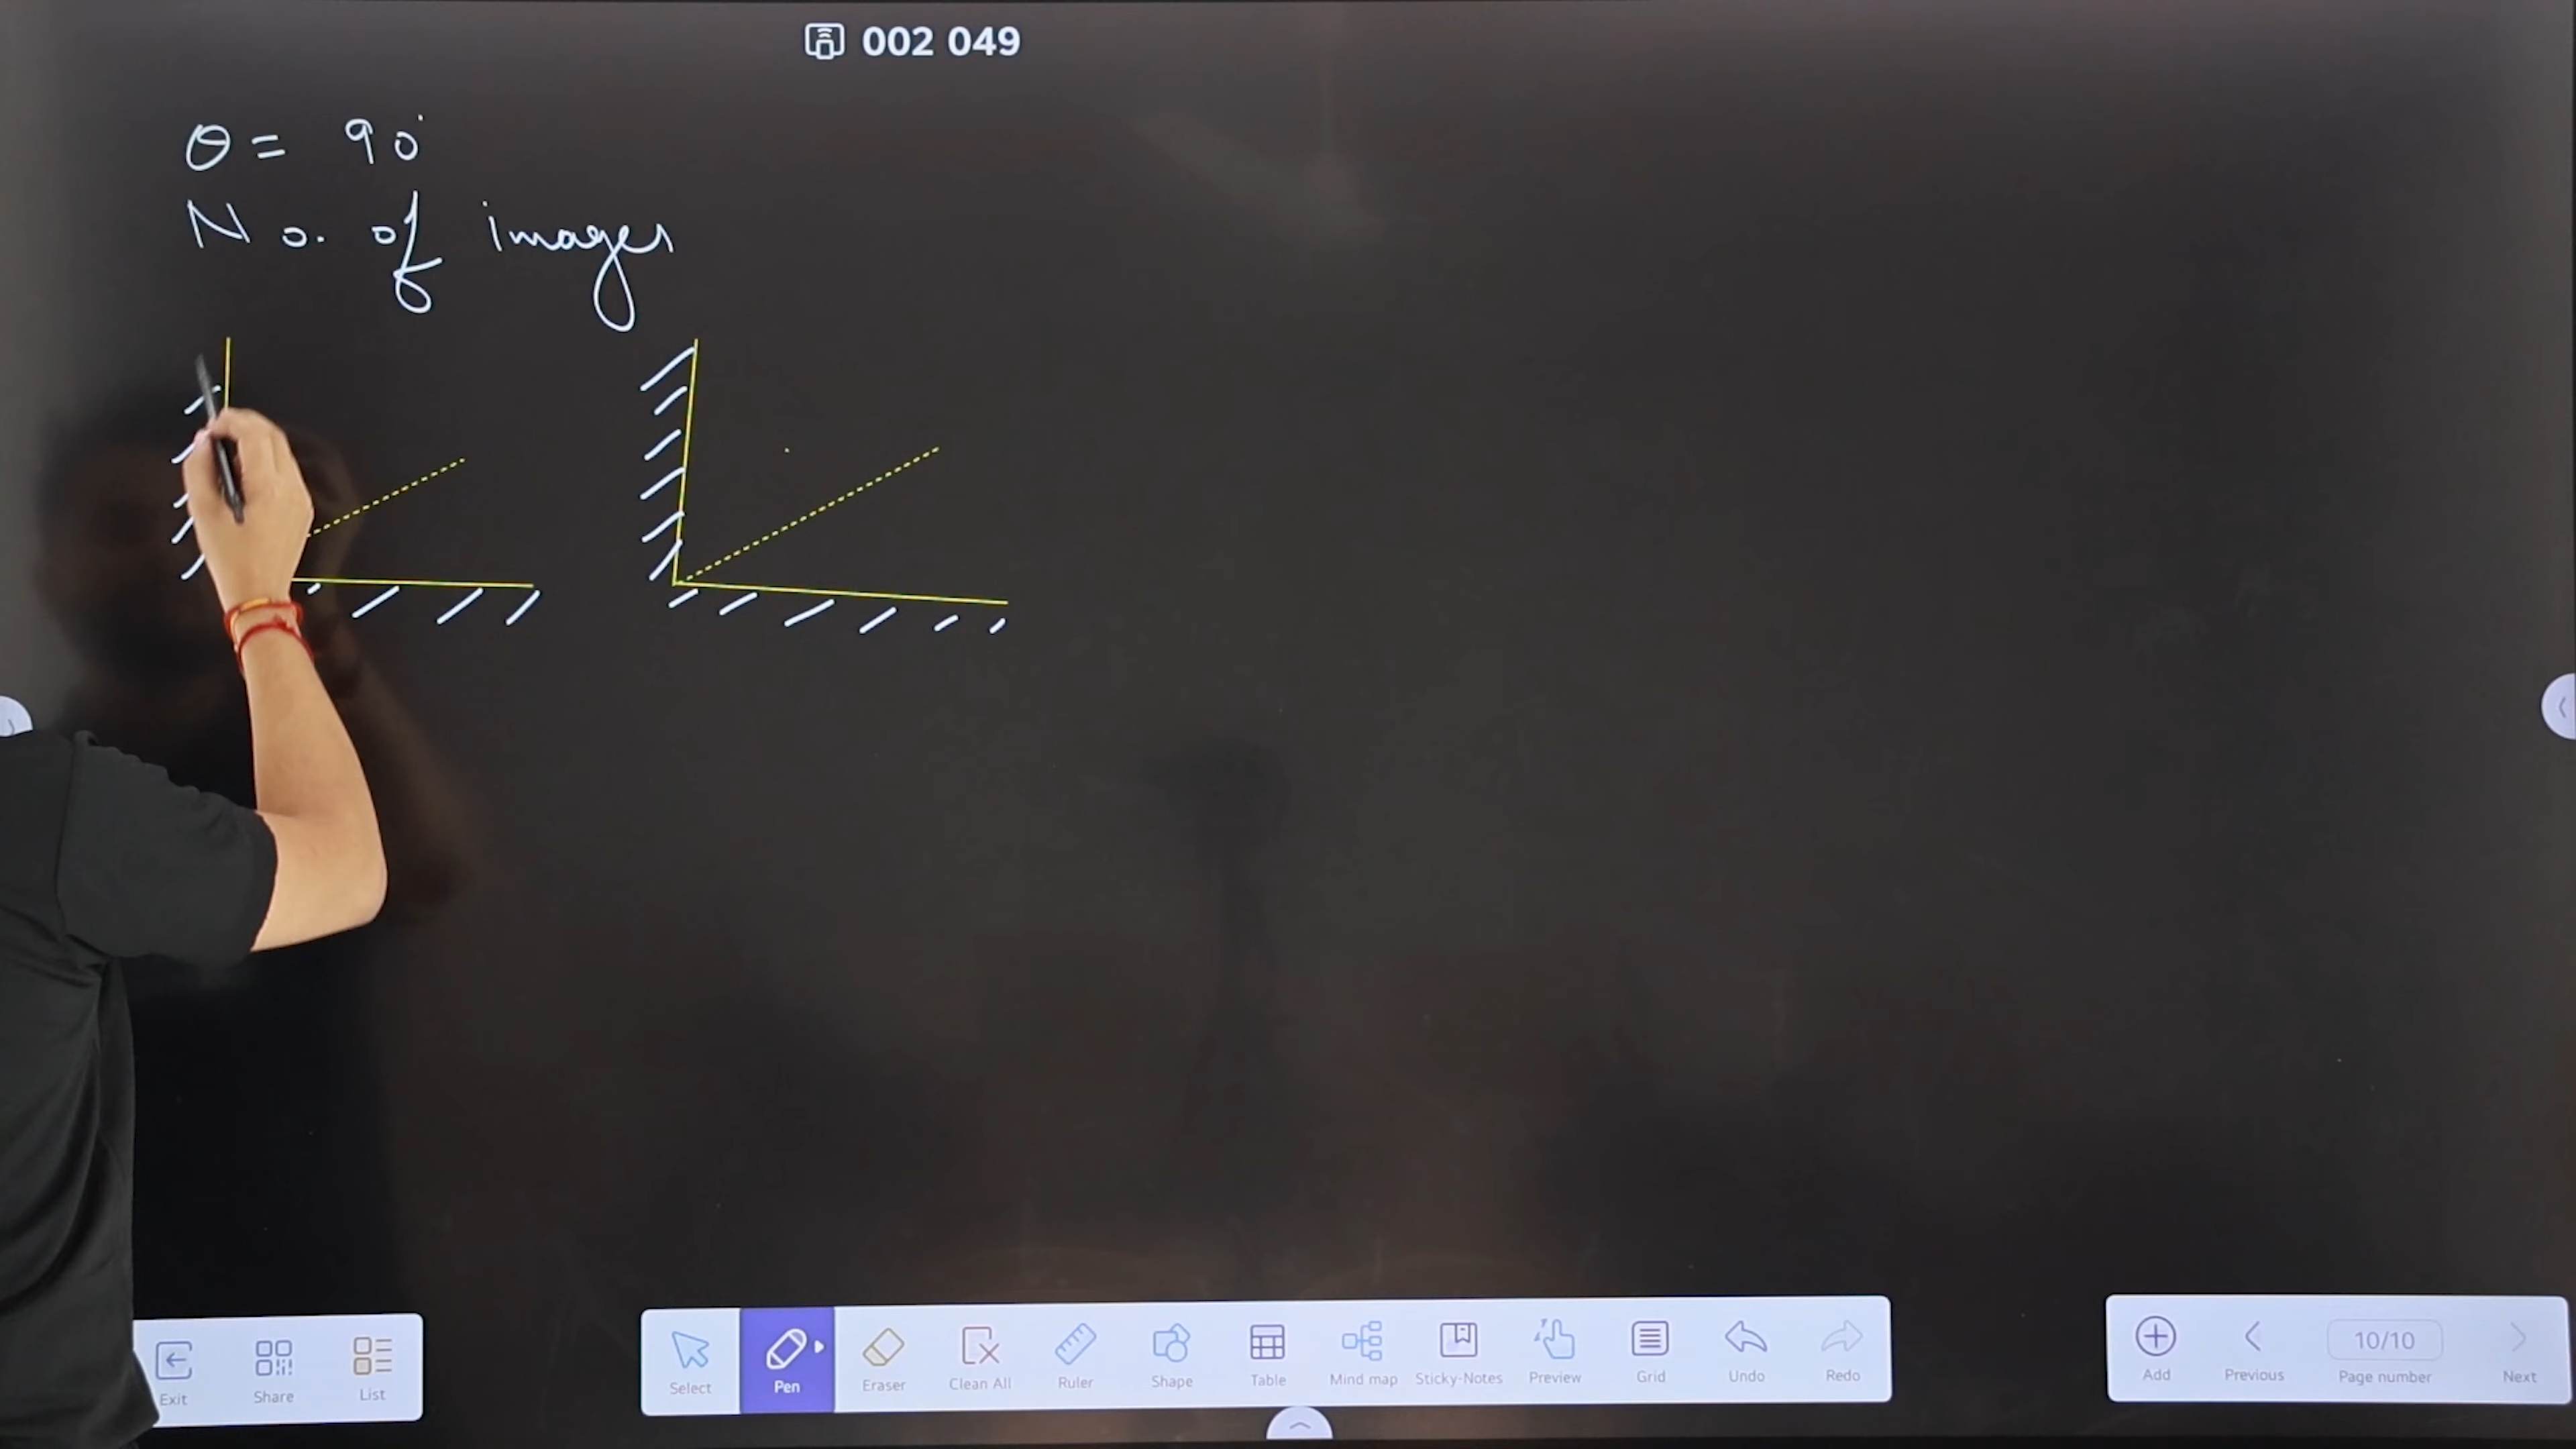 002 049
θ = 90°
No. of images
Exit
Share
List
Select
Pen
Eraser
Clean All
Ruler
Shape
Table
Mind map
Sticky-Notes
Preview
Grid
Undo
Redo
Add
Previous
10/10
Page number
Next